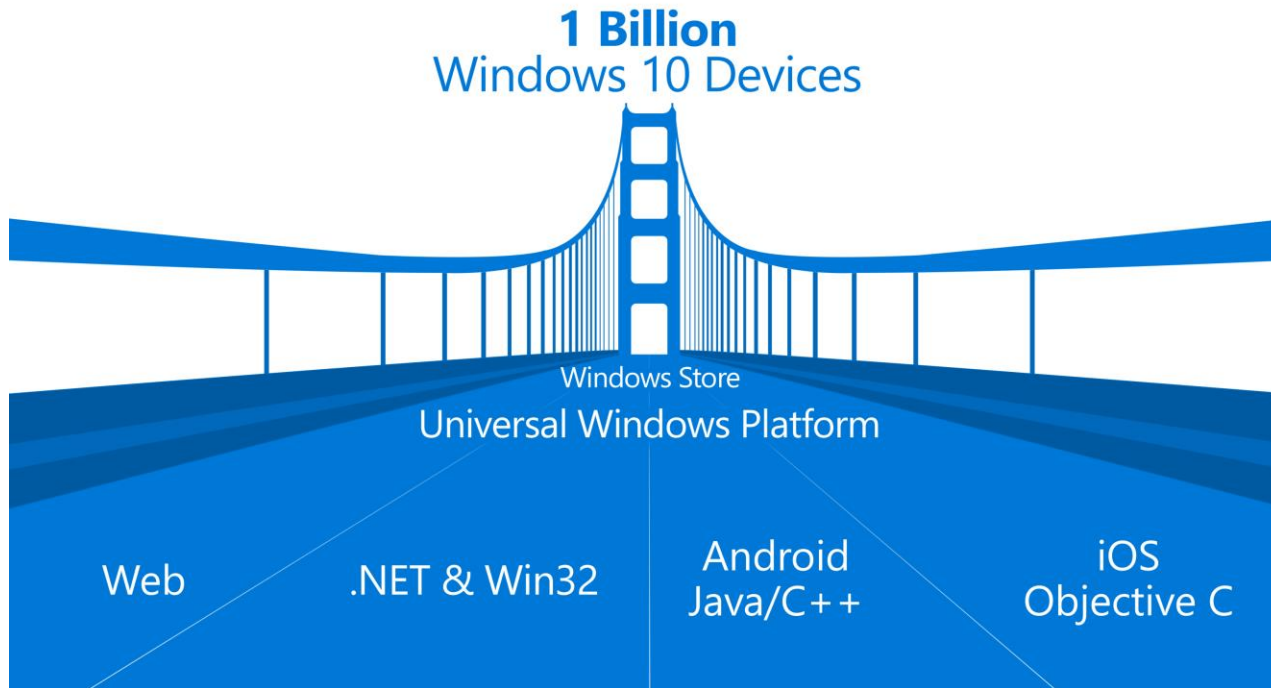 1 Billion
Windows 10 Devices
Windows Store
Universal Windows Platform
Web
.NET & Win32
Android
Java/C++
iOS
Objective C